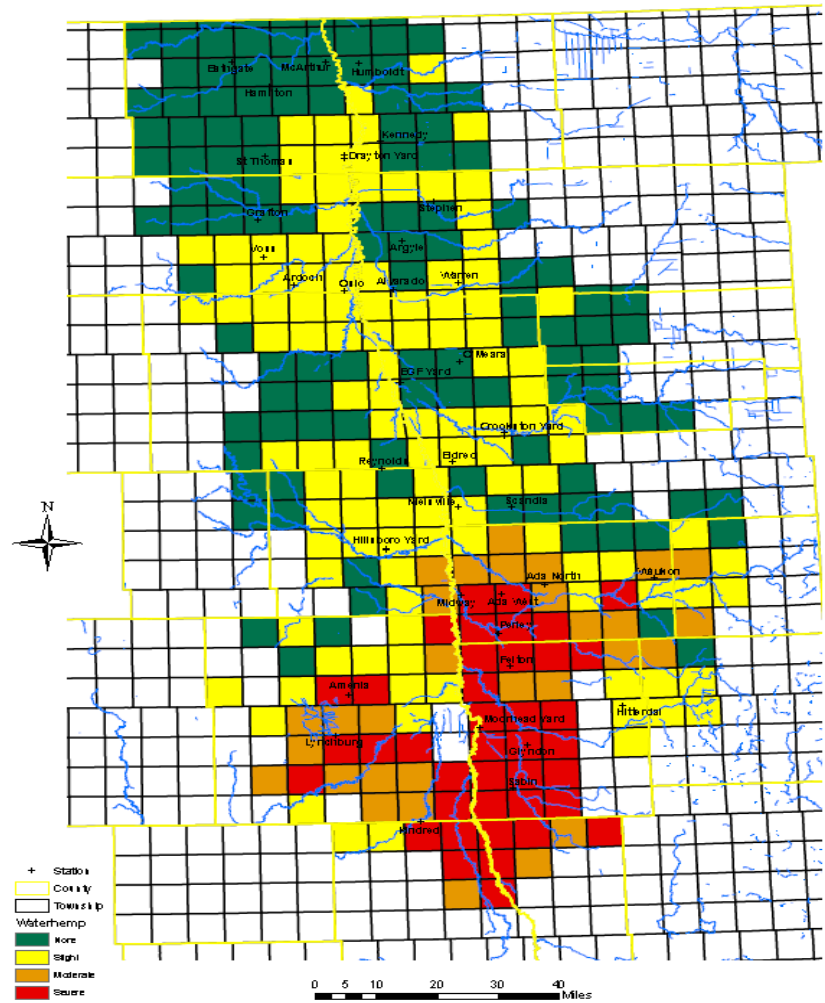 Bathgate McArthur Humboldt
Hamilton
Kennedy
St Thomas Drayton Yard
Stephen
Grafton
Argyle
Voss
Ardoch Oslo Alvarado Warren
O'Meara
EGF Yard
Crookston Yard
Reynolds Eldred
Nielsville Scandia
Hillsboro Yard
Ada North Waukon
Midway Ada West
Perley
Felton
Amenia
Hitterdal
Moorhead Yard
Lynchburg Glyndon
Sabin
Kindred
N
Station
County
Township
Waterhemp
None
Slight
Moderate
Severe
0 5 10 20 30 40
Miles